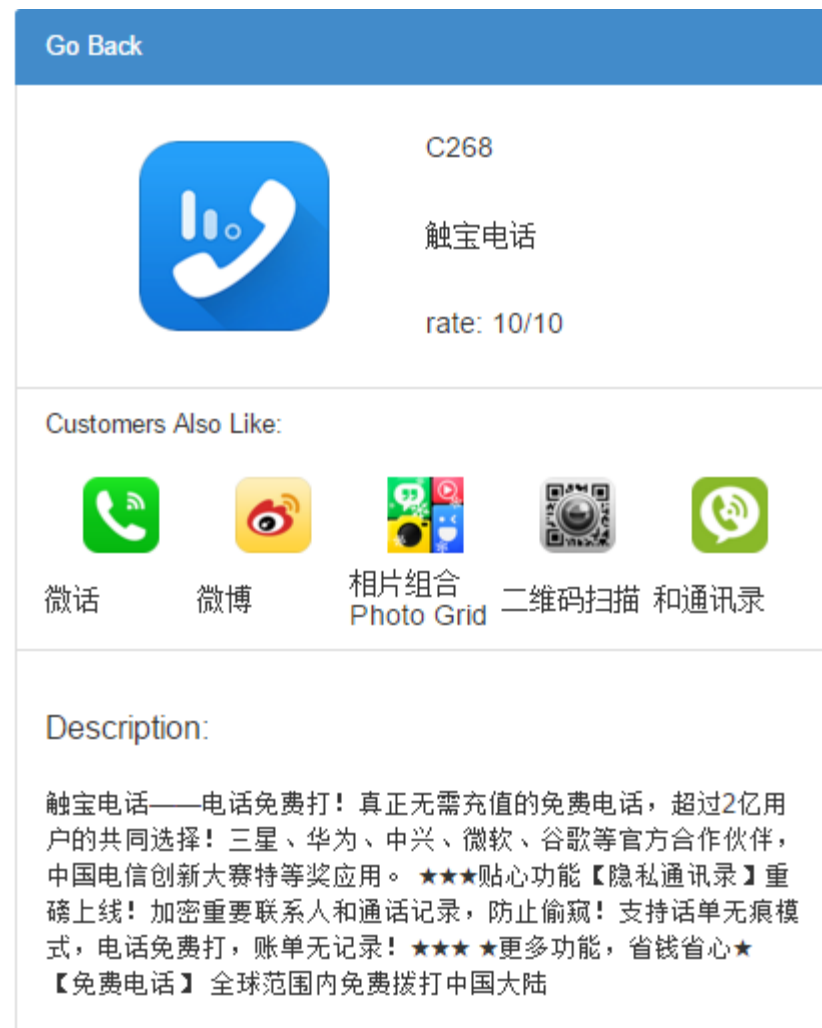 Go Back
C268
触宝电话
rate: 10/10
Customers Also Like:
微话
微博
相片组合
Photo Grid
二维码扫描
和通讯录
Description:
触宝电话——电话免费打！真正无需充值的免费电话，超过2亿用
户的共同选择！三星、华为、中兴、微软、谷歌等官方合作伙伴，
中国电信创新大赛特等奖应用。 ★★★贴心功能【隐私通讯录】重
磅上线！加密重要联系人和通话记录，防止偷窥！支持话单无痕模
式，电话免费打，账单无记录！★★★ ★更多功能，省钱省心★
【免费电话】 全球范围内免费拨打中国大陆